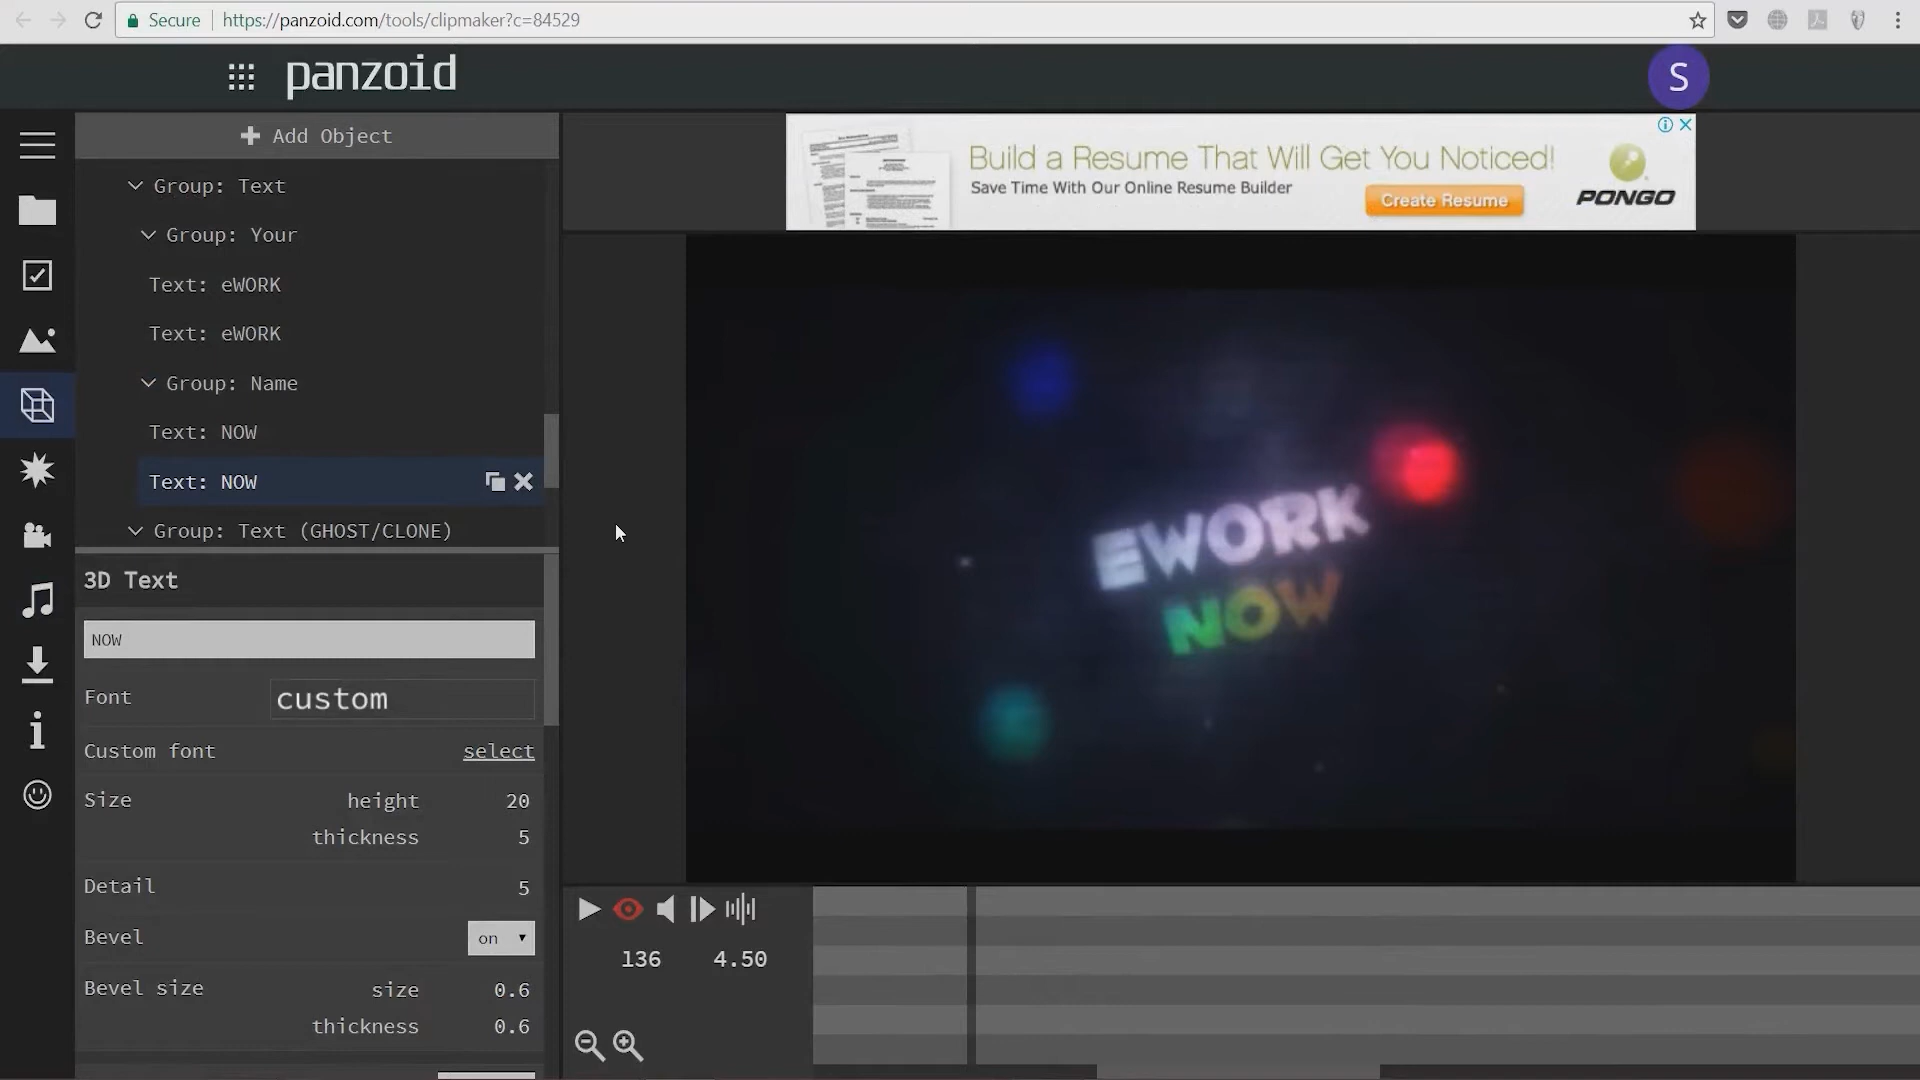 Secure https://panzoid.com/tools/clipmaker?c=84529
panzoid
S
Add Object
Group: Text
Group: Your
Text: eWORK
Text: eWORK
Group: Name
Text: NOW
Text: NOW
Group: Text (GHOST/CLONE)
3D Text
NOW
Font custom
Custom font select
Size height 20
thickness 5
Detail 5
Bevel on
Bevel size size 0.6
thickness 0.6
Build a Resume That Will Get You Noticed!
Save Time With Our Online Resume Builder
Create Resume
PONGO
EWORK
NOW
136 4.50